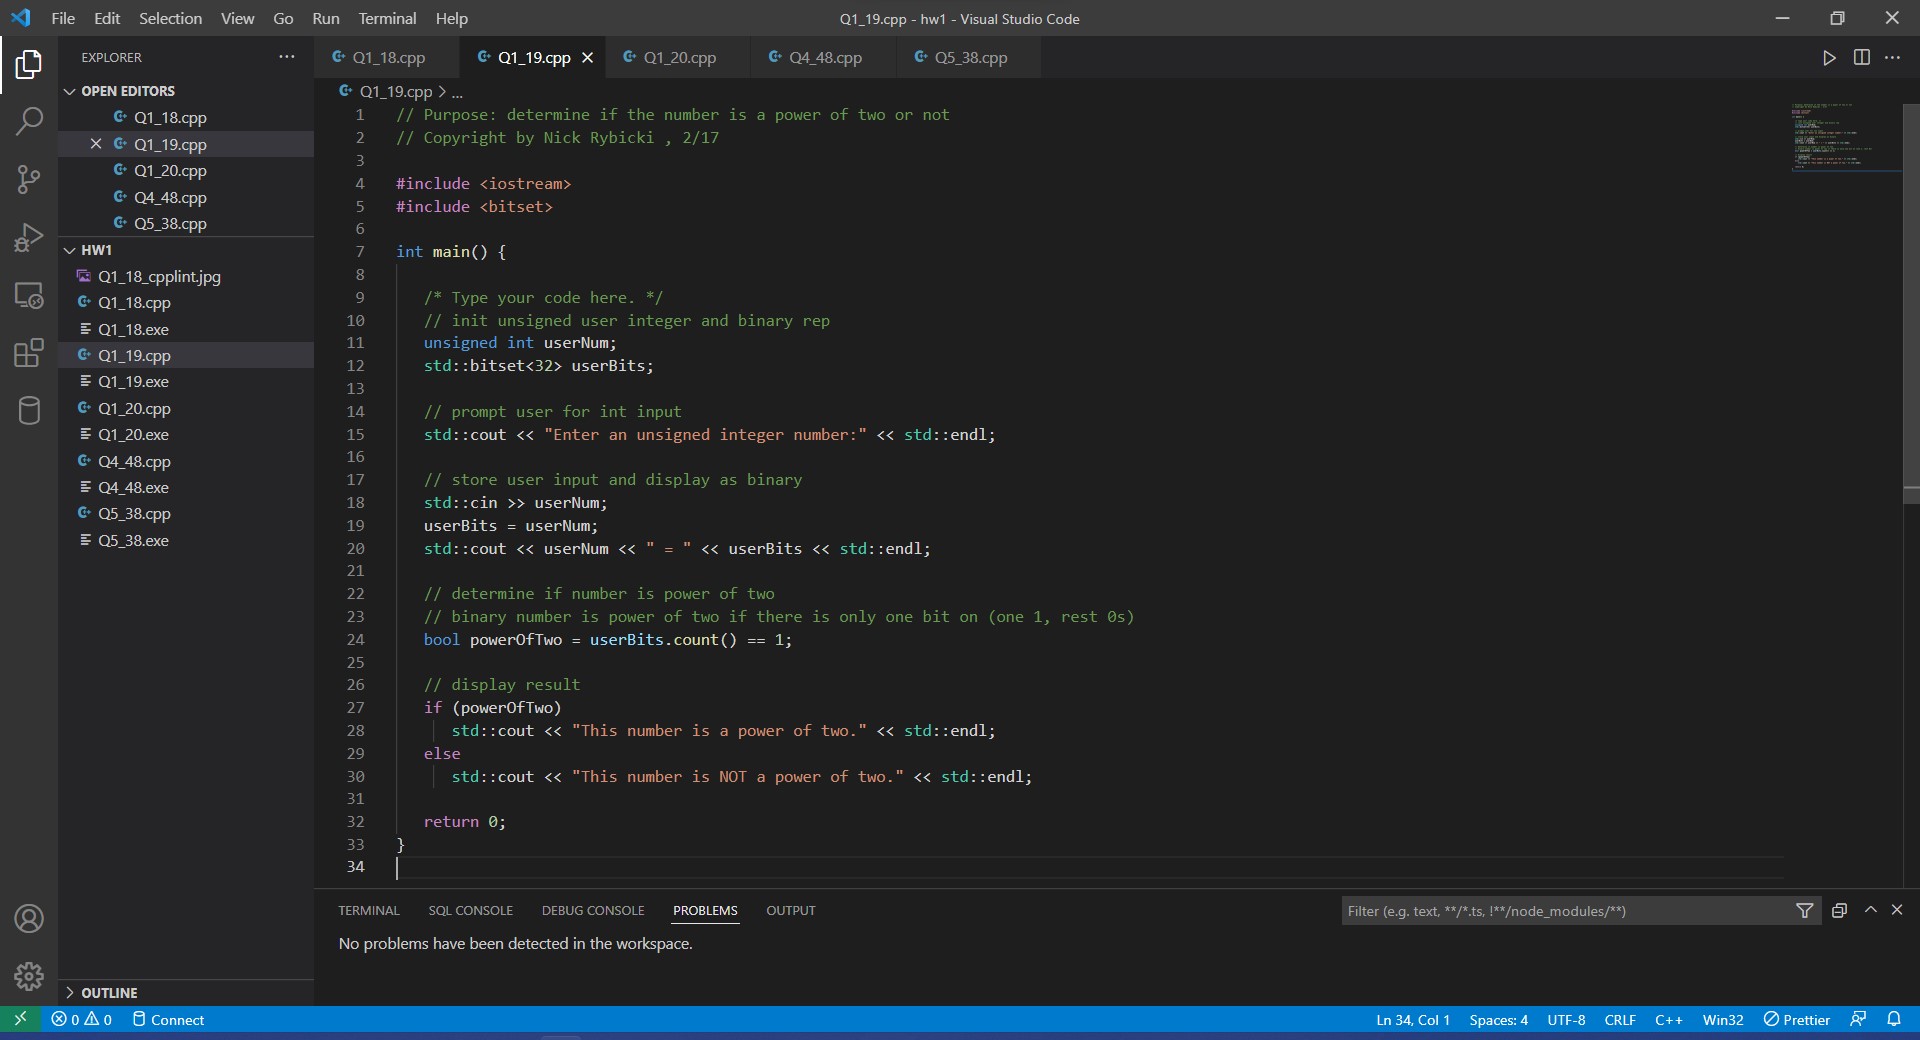 File Edit Selection View Go Run Terminal Help
Q1_19.cpp - hw1 - Visual Studio Code
EXPLORER
OPEN EDITORS
Q1_18.cpp
Q1_19.cpp
Q1_20.cpp
Q4_48.cpp
Q5_38.cpp
HW1
Q1_18_cpplint.jpg
Q1_18.cpp
Q1_18.exe
Q1_19.cpp
Q1_19.exe
Q1_20.cpp
Q1_20.exe
Q4_48.cpp
Q4_48.exe
Q5_38.cpp
Q5_38.exe
OUTLINE
Q1_18.cpp Q1_19.cpp Q1_20.cpp Q4_48.cpp Q5_38.cpp
Q1_19.cpp > ...
1 // Purpose: determine if the number is a power of two or not
2 // Copyright by Nick Rybicki , 2/17
3
4 #include <iostream>
5 #include <bitset>
6
7 int main() {
8
9 /* Type your code here. */
10 // init unsigned user integer and binary rep
11 unsigned int userNum;
12 std::bitset<32> userBits;
13
14 // prompt user for int input
15 std::cout << "Enter an unsigned integer number:" << std::endl;
16
17 // store user input and display as binary
18 std::cin >> userNum;
19 userBits = userNum;
20 std::cout << userNum << " = " << userBits << std::endl;
21
22 // determine if number is power of two
23 // binary number is power of two if there is only one bit on (one 1, rest 0s)
24 bool powerOfTwo = userBits.count() == 1;
25
26 // display result
27 if (powerOfTwo)
28 std::cout << "This number is a power of two." << std::endl;
29 else
30 std::cout << "This number is NOT a power of two." << std::endl;
31
32 return 0;
33 }
34
TERMINAL SQL CONSOLE DEBUG CONSOLE PROBLEMS OUTPUT
Filter (e.g. text, **/*.ts, !**/node_modules/**)
No problems have been detected in the workspace.
0 0 Connect
Ln 34, Col 1 Spaces: 4 UTF-8 CRLF C++ Win32 Prettier